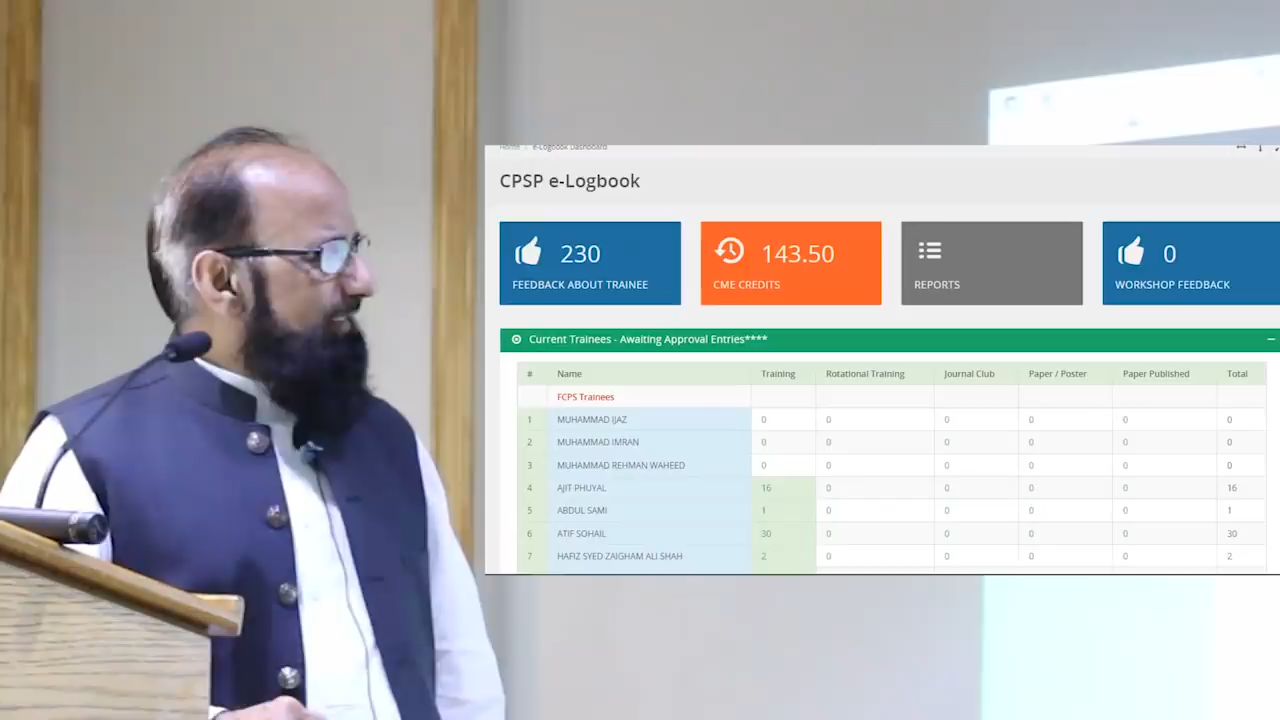 Home / e-Logbook Dashboard
CPSP e-Logbook
230
FEEDBACK ABOUT TRAINEE
143.50
CME CREDITS
REPORTS
0
WORKSHOP FEEDBACK
Current Trainees - Awaiting Approval Entries****
# Name Training Rotational Training Journal Club Paper / Poster Paper Published Total
FCPS Trainees
1 MUHAMMAD IJAZ 0 0 0 0 0 0
2 MUHAMMAD IMRAN 0 0 0 0 0 0
3 MUHAMMAD REHMAN WAHEED 0 0 0 0 0 0
4 AJIT PHUYAL 16 0 0 0 0 16
5 ABDUL SAMI 1 0 0 0 0 1
6 ATIF SOHAIL 30 0 0 0 0 30
7 HAFIZ SYED ZAIGHAM ALI SHAH 2 0 0 0 0 2